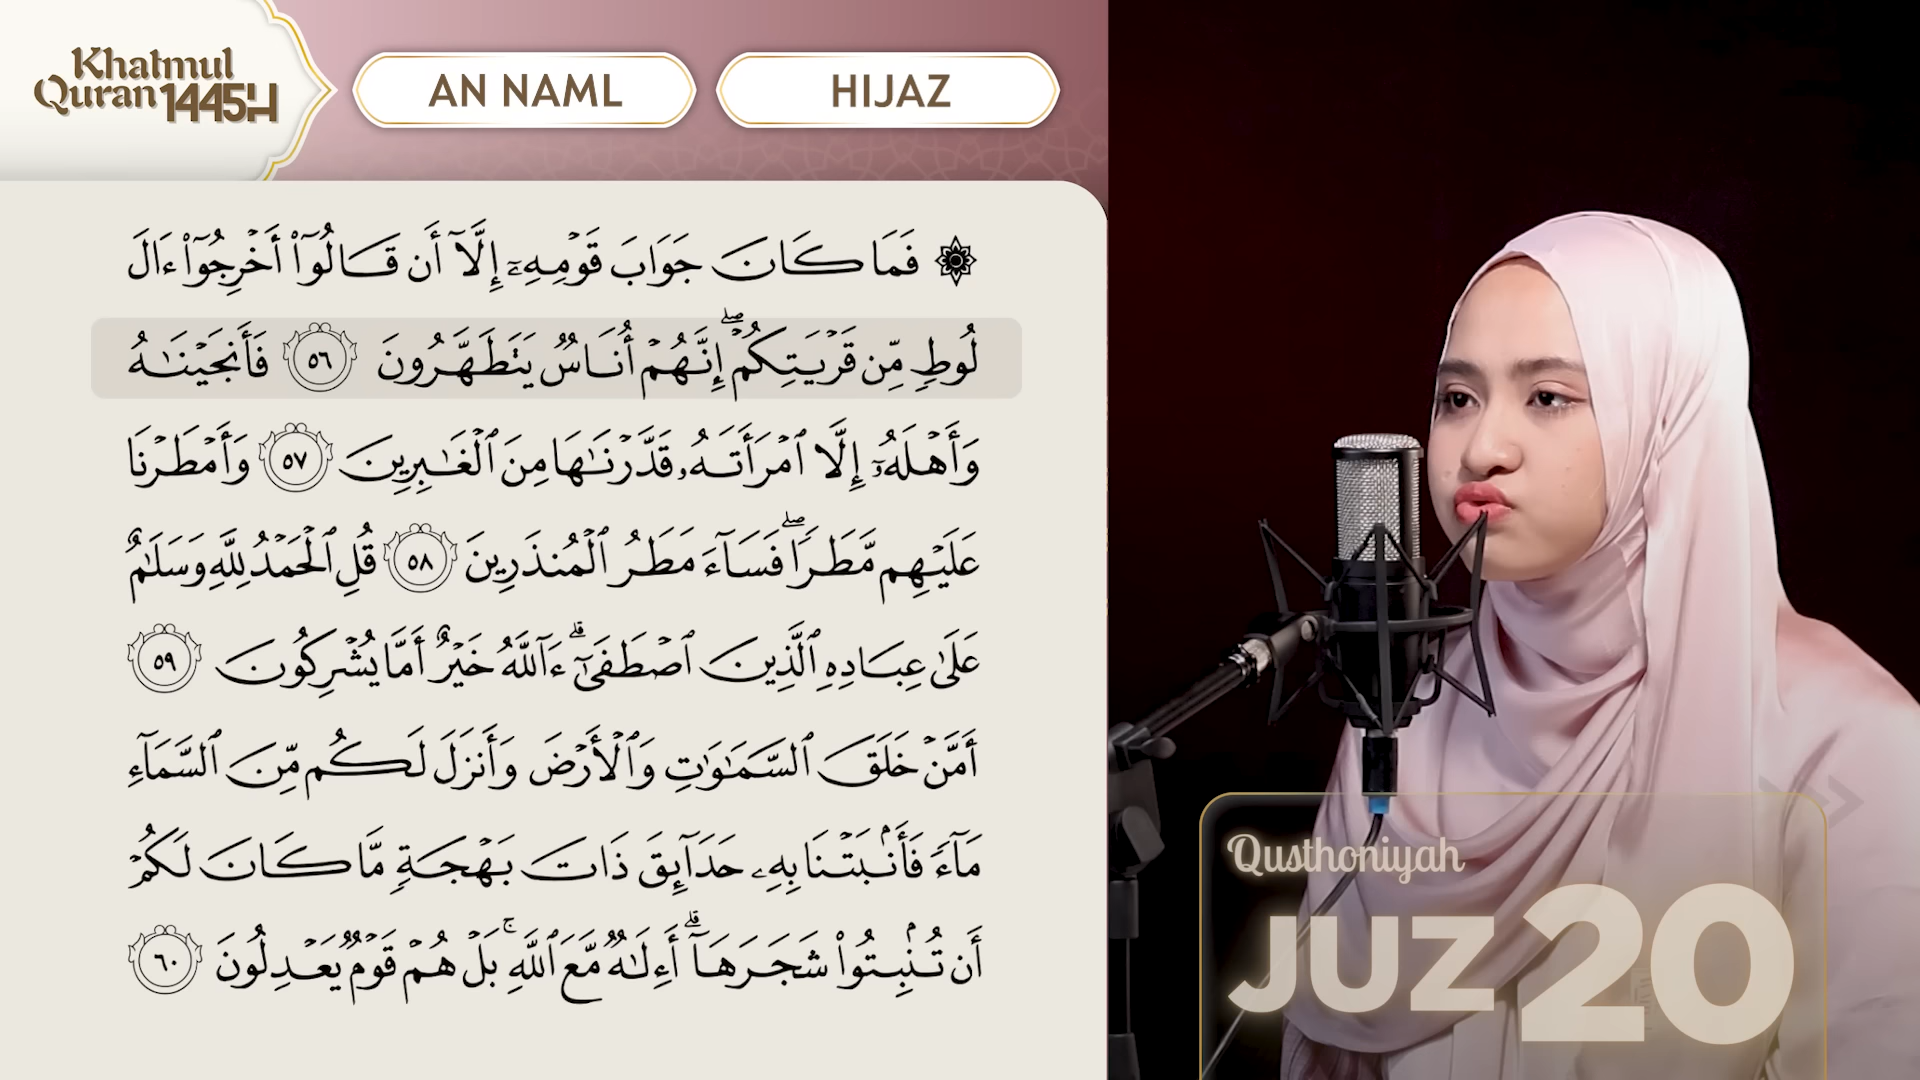 Khatmul
Quran 1445H
AN NAML
HIJAZ
۞ فَمَا كَانَ جَوَابَ قَوْمِهِۦٓ إِلَّآ أَن قَالُوٓا۟ أَخْرِجُوٓا۟ ءَالَ
لُوطٍ مِّن قَرْيَتِكُمْ ۖ إِنَّهُمْ أُنَاسٌ يَتَطَهَّرُونَ ٥٦ فَأَنجَيْنَـٰهُ
وَأَهْلَهُۥٓ إِلَّا ٱمْرَأَتَهُۥ قَدَّرْنَـٰهَا مِنَ ٱلْغَـٰبِرِينَ ٥٧ وَأَمْطَرْنَا
عَلَيْهِم مَّطَرًا ۖ فَسَآءَ مَطَرُ ٱلْمُنذَرِينَ ٥٨ قُلِ ٱلْحَمْدُ لِلَّهِ وَسَلَـٰمٌ
عَلَىٰ عِبَادِهِ ٱلَّذِينَ ٱصْطَفَىٰٓ ۗ ءَآللَّهُ خَيْرٌ أَمَّا يُشْرِكُونَ ٥٩
أَمَّنْ خَلَقَ ٱلسَّمَـٰوَٰتِ وَٱلْأَرْضَ وَأَنزَلَ لَكُم مِّنَ ٱلسَّمَآءِ
مَآءً فَأَنۢبَتْنَا بِهِۦ حَدَآئِقَ ذَاتَ بَهْجَةٍ مَّا كَانَ لَكُمْ
أَن تُنۢبِتُوا۟ شَجَرَهَآ ۗ أَءِلَـٰهٌ مَّعَ ٱللَّهِ ۚ بَلْ هُمْ قَوْمٌ يَعْدِلُونَ ٦٠
Qusthoniyah
JUZ 20